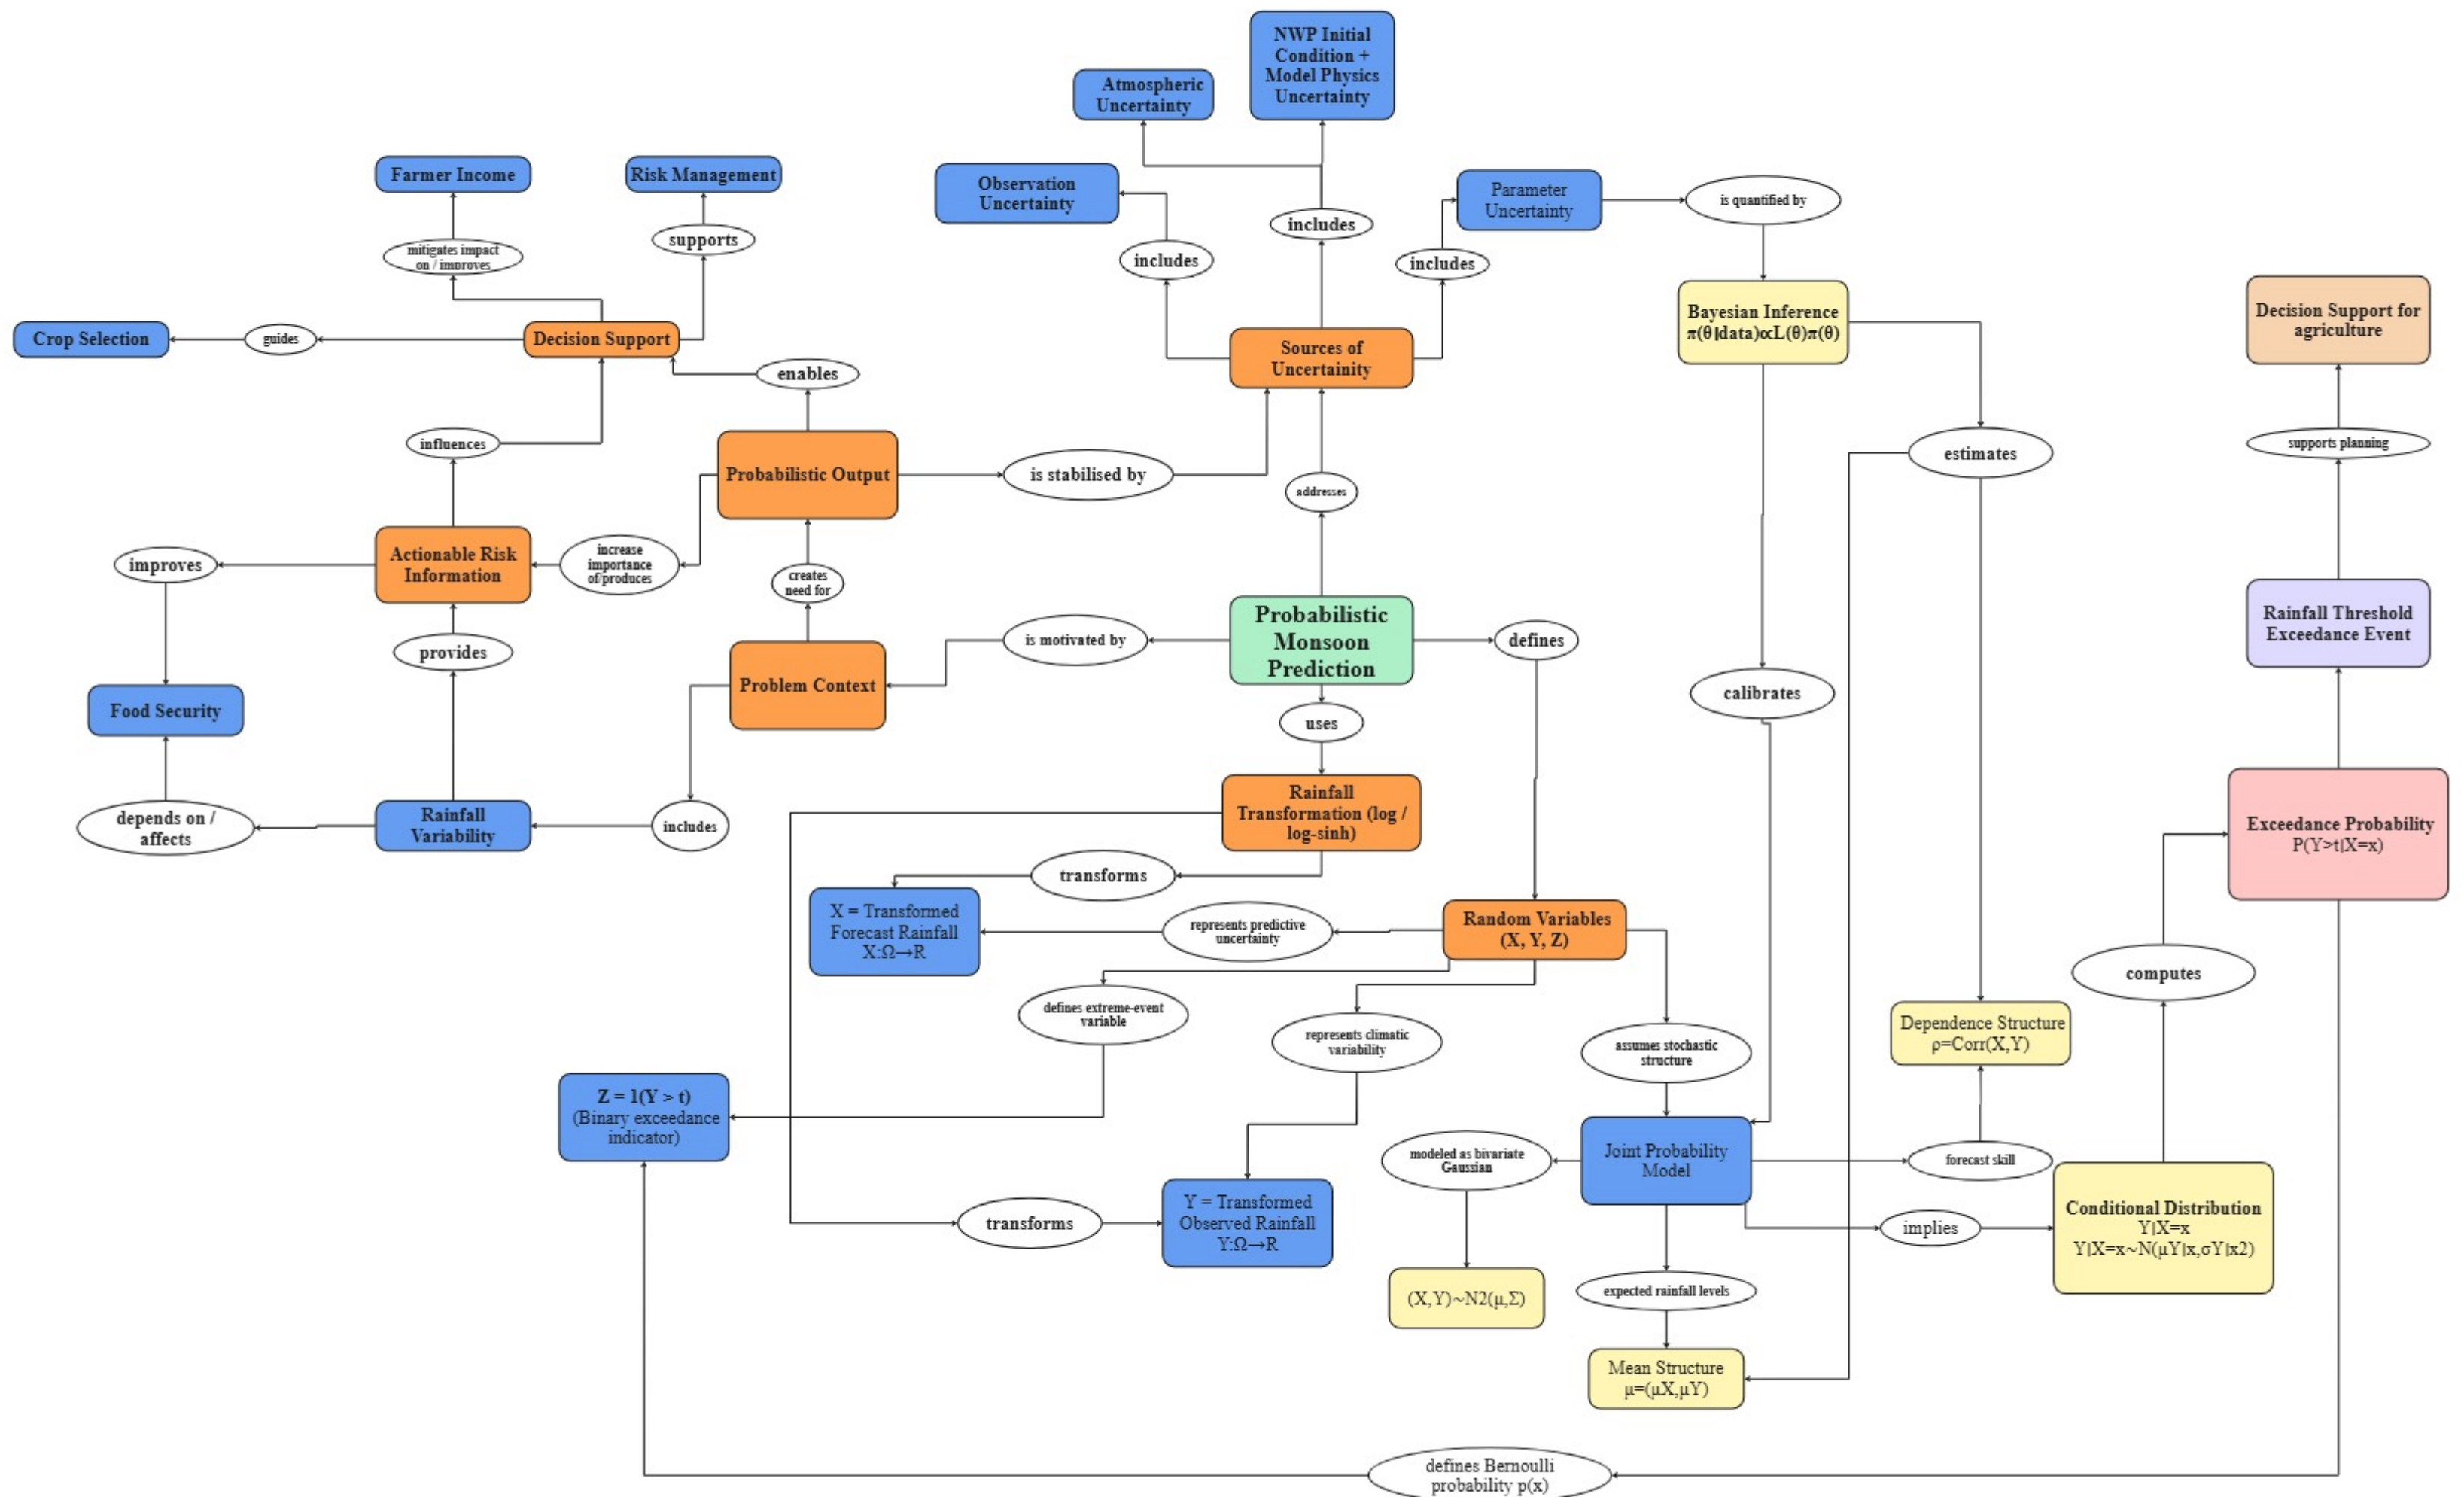 NWP Initial
Condition +
Model Physics
Uncertainty
Atmospheric
Uncertainty
Farmer Income
Risk Management
Observation
Uncertainty
Parameter
Uncertainty
is quantified by
includes
mitigates impact
on / improves
supports
includes
includes
Bayesian Inference
π(θ|data)∝L(θ)π(θ)
Decision Support for
agriculture
Crop Selection
guides
Decision Support
Sources of
Uncertainity
enables
influences
estimates
supports planning
Probabilistic Output
is stabilised by
addresses
Actionable Risk
Information
improves
increase
importance
of/produces
creates
need for
Probabilistic
Monsoon
Prediction
is motivated by
defines
Rainfall Threshold
Exceedance Event
provides
Problem Context
calibrates
Food Security
uses
Rainfall
Transformation (log /
log-sinh)
depends on /
affects
Rainfall
Variability
includes
Exceedance Probability
P(Y>t|X=x)
transforms
X = Transformed
Forecast Rainfall
X:Ω→R
represents predictive
uncertainty
Random Variables
(X, Y, Z)
computes
defines extreme-event
variable
represents climatic
variability
assumes stochastic
structure
Dependence Structure
ρ=Corr(X,Y)
Z = 1(Y > t)
(Binary exceedance
indicator)
modeled as bivariate
Gaussian
Joint Probability
Model
forecast skill
Y = Transformed
Observed Rainfall
Y:Ω→R
transforms
implies
Conditional Distribution
Y|X=x
Y|X=x~N(μY|x,σY|x2)
(X,Y)~N2(μ,Σ)
expected rainfall levels
Mean Structure
μ=(μX,μY)
defines Bernoulli
probability p(x)